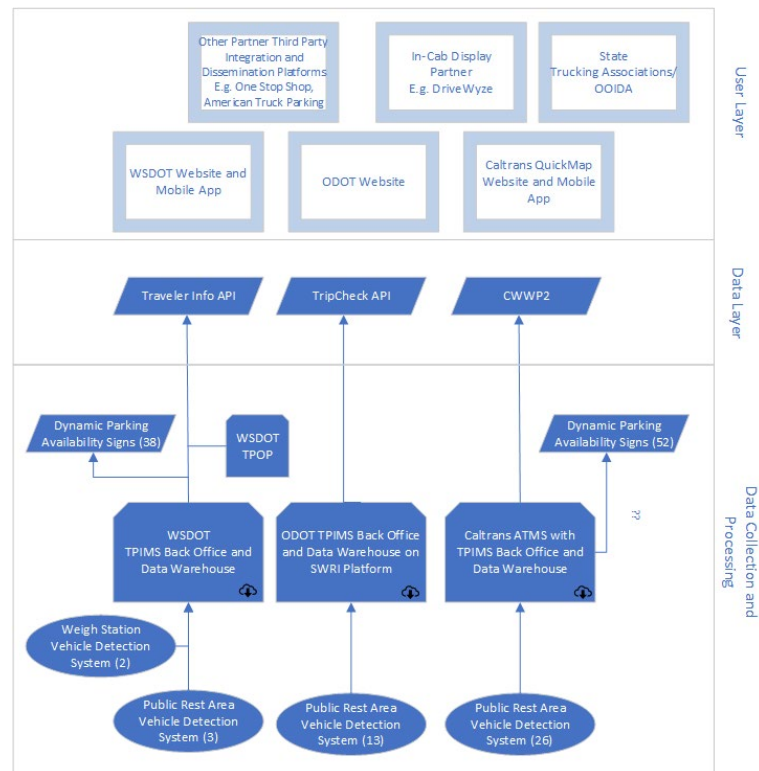 Other Partner Third Party
Integration and
Dissemination Platforms
E.g. One Stop Shop,
American Truck Parking
In-Cab Display
Partner
E.g. DriveWyze
State
Trucking Associations/
OOIDA
User Layer
WSDOT Website and
Mobile App
ODOT Website
Caltrans QuickMap
Website and Mobile
App
Traveler Info API
TripCheck API
CWWP2
Data Layer
Dynamic Parking
Availability Signs (38)
WSDOT
TPOP
Dynamic Parking
Availability Signs (52)
WSDOT
TPIMS Back Office and
Data Warehouse
ODOT TPIMS Back Office
and Data Warehouse on
SWRI Platform
Caltrans ATMS with
TPIMS Back Office and
Data Warehouse
??
Data Collection and
Processing
Weigh Station
Vehicle Detection
System (2)
Public Rest Area
Vehicle Detection
System (3)
Public Rest Area
Vehicle Detection
System (13)
Public Rest Area
Vehicle Detection
System (26)